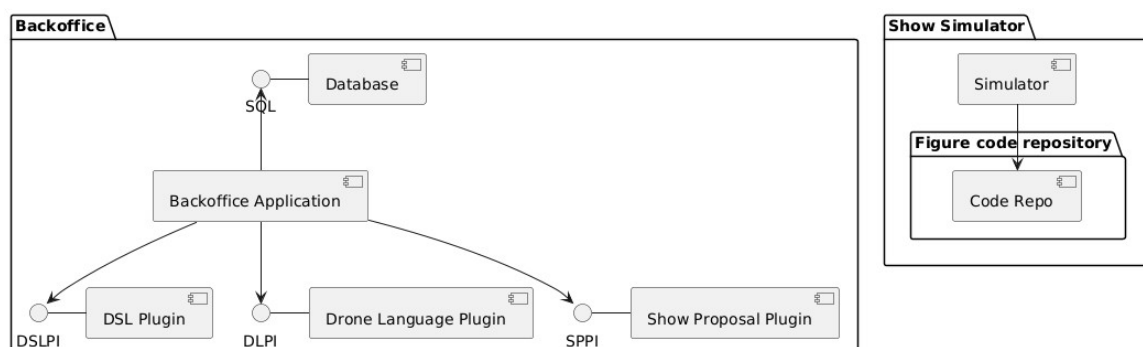 Backoffice
Database
SQL
Backoffice Application
DSL Plugin
DSLPI
Drone Language Plugin
DLPI
Show Proposal Plugin
SPPI
Show Simulator
Simulator
Figure code repository
Code Repo